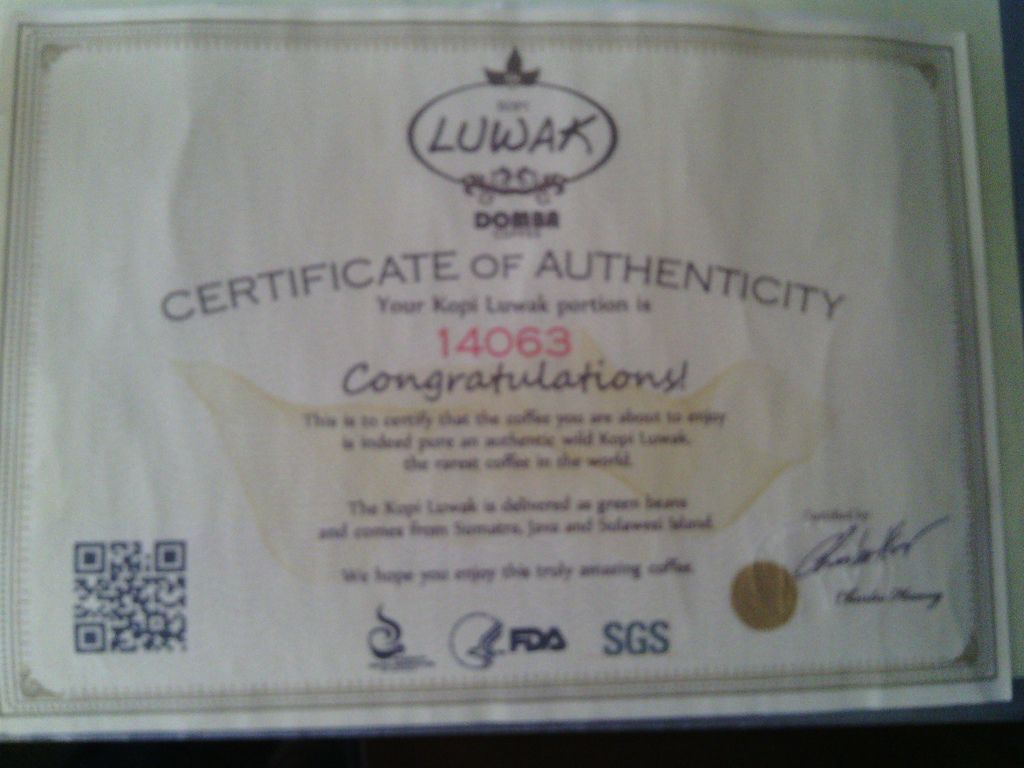 KOPI
LUWAK
DOMBA
COFFEE
CERTIFICATE OF AUTHENTICITY
Your Kopi Luwak portion is
14063
Congratulations!
This is to certify that the coffee you are about to enjoy
is indeed pure an authentic wild Kopi Luwak.
the rarest coffee in the world.
The Kopi Luwak is delivered as green beans
and comes from Sumatra, Java and Sulawesi Island.
We hope you enjoy this truly amazing coffee.
Certified by
FDA
SGS